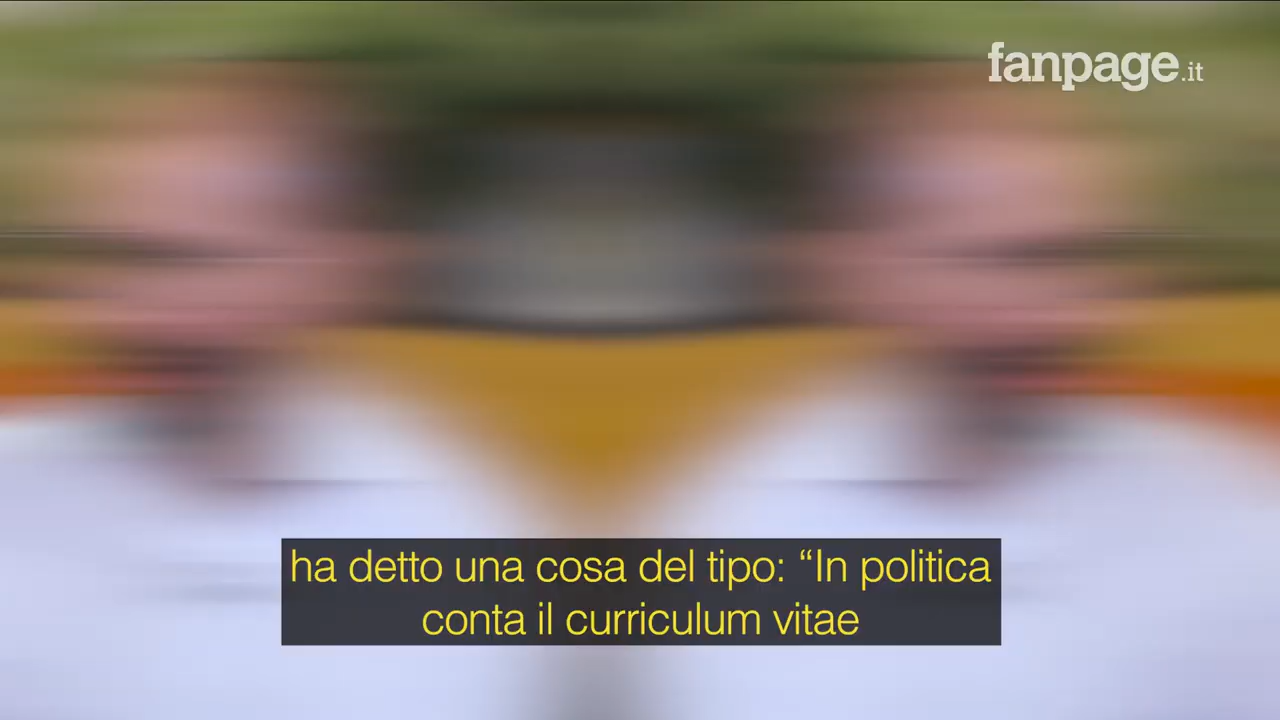 fanpage.it
ha detto una cosa del tipo: “In politica
conta il curriculum vitae